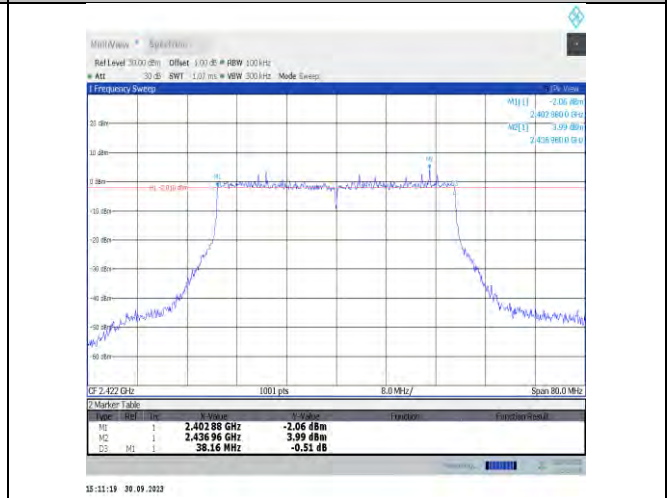 MultiView Spectrum
Ref Level 30.00 dBm Offset 1.00 dB RBW 100 kHz
Att 30 dB SWT 1.07 ms VBW 300 kHz Mode Sweep
1 Frequency Sweep 1Pk View
M1[1] -2.06 dBm
2.402 880 0 GHz
M2[1] 3.99 dBm
2.436 960 0 GHz
20 dBm
10 dBm
M2
0 dBm
M1
H1 -2.010 dBm
-10 dBm
-20 dBm
-30 dBm
-40 dBm
-50 dBm
-60 dBm
CF 2.422 GHz 1001 pts 8.0 MHz/ Span 80.0 MHz
2 Marker Table
Type Ref Trc X-Value Y-Value Function Function Result
M1 1 2.402 88 GHz -2.06 dBm
M2 1 2.436 96 GHz 3.99 dBm
D3 M1 1 38.16 MHz -0.51 dB
15:11:19 30.09.2023